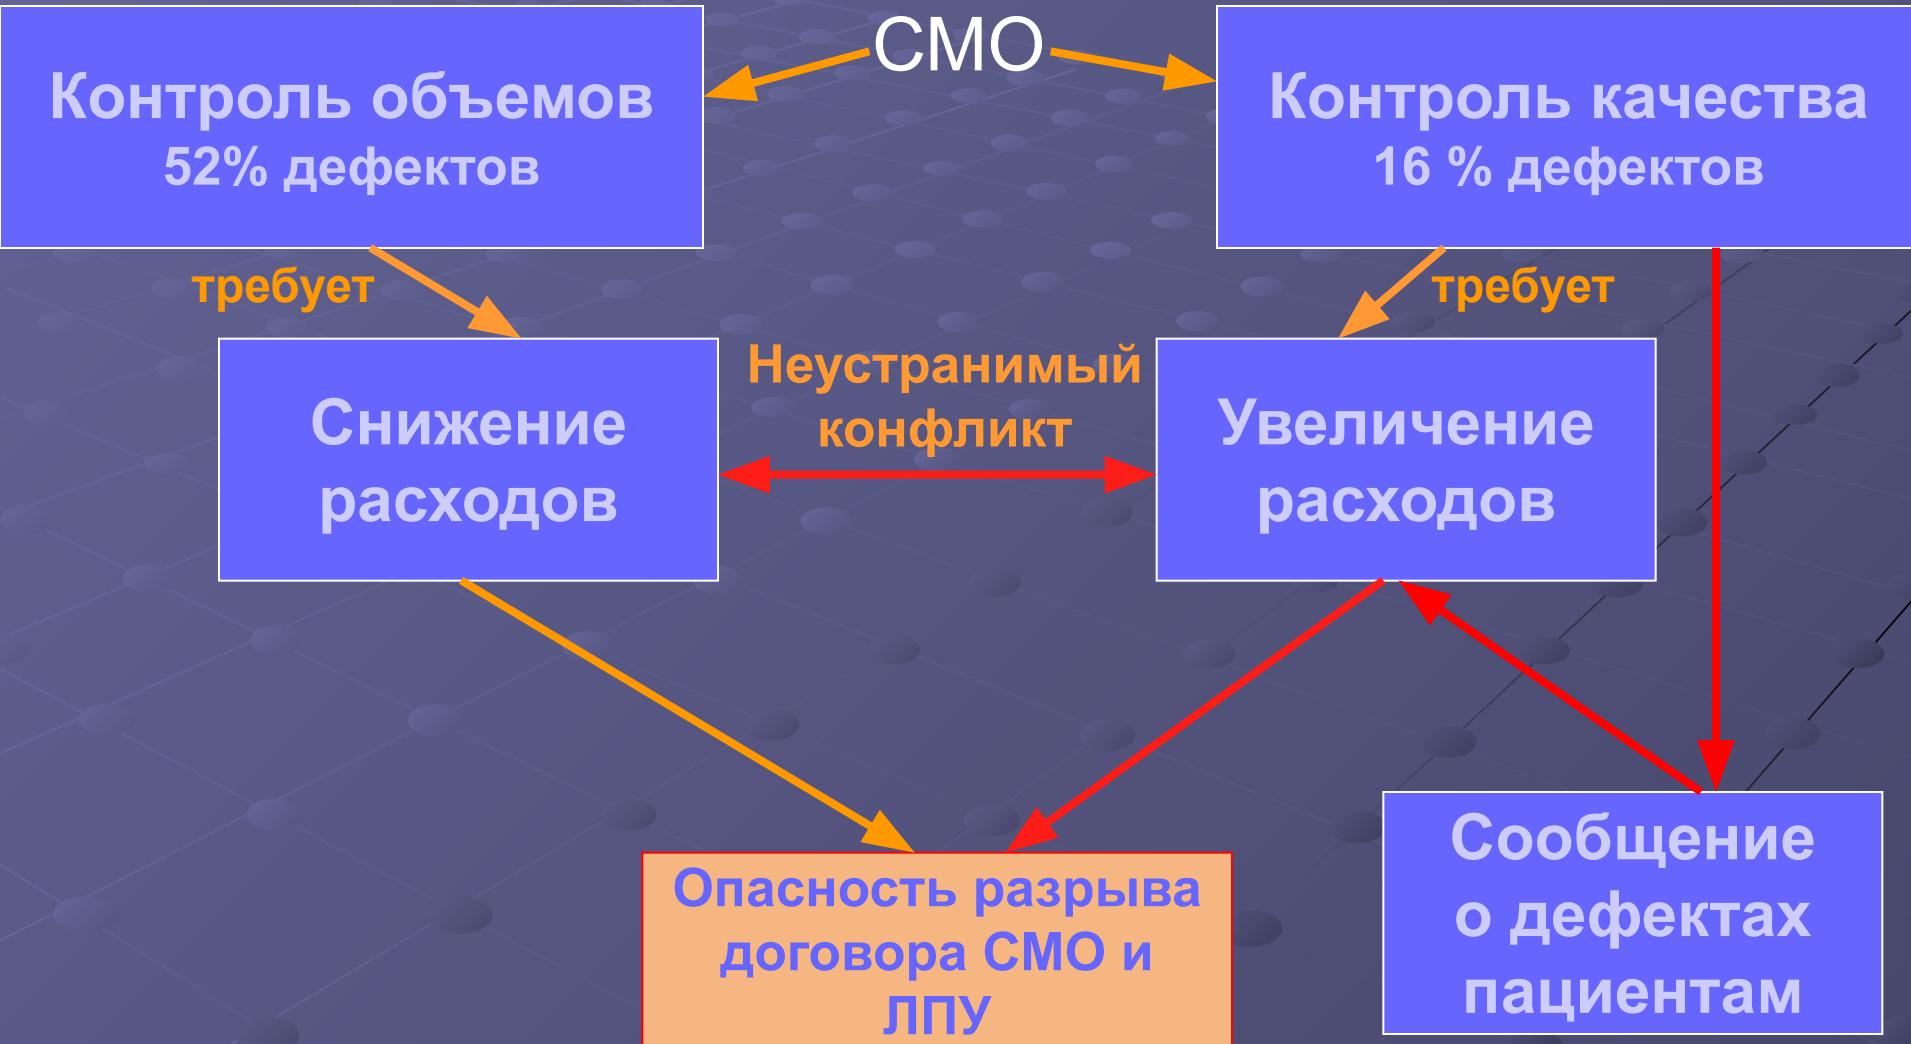 СМО
Контроль объемов
52% дефектов
Контроль качества
16 % дефектов
требует
требует
Снижение
расходов
Неустранимый
конфликт
Увеличение
расходов
Опасность разрыва
договора СМО и
ЛПУ
Сообщение
о дефектах
пациентам